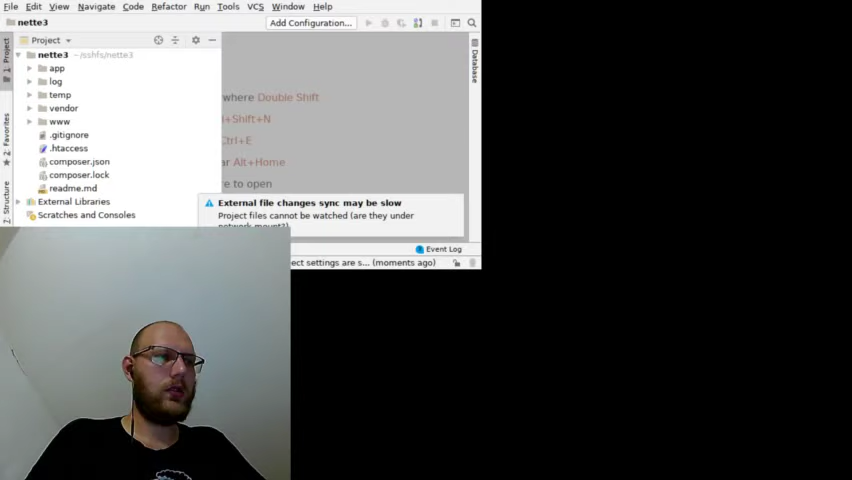 File Edit View Navigate Code Refactor Run Tools VCS Window Help
nette3
Add Configuration...
1: Project
Project
nette3 ~/sshfs/nette3
app
log
temp
vendor
www
.gitignore
.htaccess
composer.json
composer.lock
readme.md
External Libraries
Scratches and Consoles
2: Favorites
Z: Structure
Database
where Double Shift
+Shift+N
Ctrl+E
ar Alt+Home
re to open
External file changes sync may be slow
Project files cannot be watched (are they under
network mount?)
Event Log
ect settings are s... (moments ago)